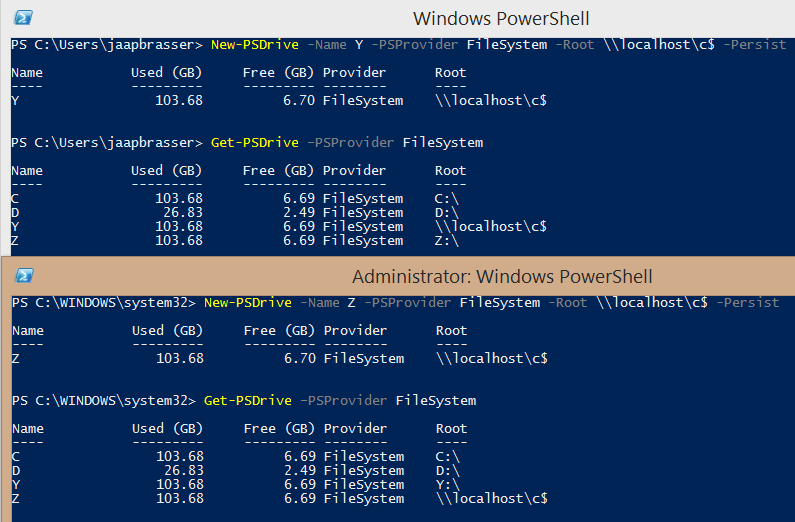 Windows PowerShell
PS C:\Users\jaapbrasser> New-PSDrive -Name Y -PSProvider FileSystem -Root \\localhost\c$ -Persist
Name Used (GB) Free (GB) Provider Root
---- --------- --------- -------- ----
Y 103.68 6.70 FileSystem \\localhost\c$
PS C:\Users\jaapbrasser> Get-PSDrive -PSProvider FileSystem
Name Used (GB) Free (GB) Provider Root
---- --------- --------- -------- ----
C 103.68 6.69 FileSystem C:\
D 26.83 2.49 FileSystem D:\
Y 103.68 6.69 FileSystem \\localhost\c$
Z 103.68 6.69 FileSystem Z:\
Administrator: Windows PowerShell
PS C:\WINDOWS\system32> New-PSDrive -Name Z -PSProvider FileSystem -Root \\localhost\c$ -Persist
Name Used (GB) Free (GB) Provider Root
---- --------- --------- -------- ----
Z 103.68 6.70 FileSystem \\localhost\c$
PS C:\WINDOWS\system32> Get-PSDrive -PSProvider FileSystem
Name Used (GB) Free (GB) Provider Root
---- --------- --------- -------- ----
C 103.68 6.69 FileSystem C:\
D 26.83 2.49 FileSystem D:\
Y 103.68 6.69 FileSystem Y:\
Z 103.68 6.69 FileSystem \\localhost\c$